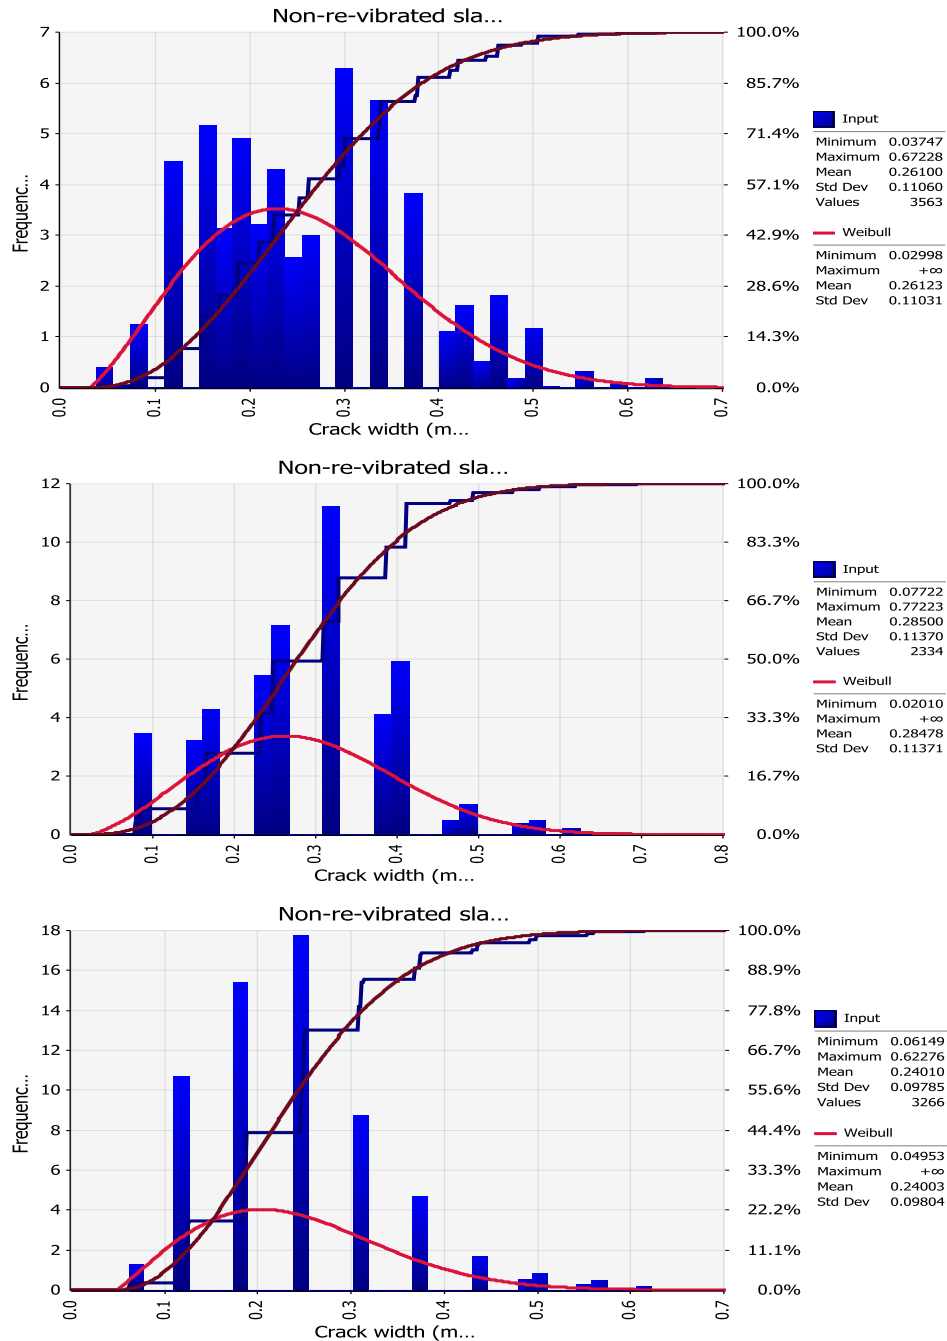 Non-re-vibrated sla...
7
6
5
4
3
2
1
0
Frequenc...
100.0%
85.7%
71.4%
57.1%
42.9%
28.6%
14.3%
0.0%
0.0 0.1 0.2 0.3 0.4 0.5 0.6 0.7
Crack width (m...
Input
Minimum 0.03747
Maximum 0.67228
Mean 0.26100
Std Dev 0.11060
Values 3563
Weibull
Minimum 0.02998
Maximum +∞
Mean 0.26123
Std Dev 0.11031
Non-re-vibrated sla...
12
10
8
6
4
2
0
Frequenc...
100.0%
83.3%
66.7%
50.0%
33.3%
16.7%
0.0%
0.0 0.1 0.2 0.3 0.4 0.5 0.6 0.7 0.8
Crack width (m...
Input
Minimum 0.07722
Maximum 0.77223
Mean 0.28500
Std Dev 0.11370
Values 2334
Weibull
Minimum 0.02010
Maximum +∞
Mean 0.28478
Std Dev 0.11371
Non-re-vibrated sla...
18
16
14
12
10
8
6
4
2
0
Frequenc...
100.0%
88.9%
77.8%
66.7%
55.6%
44.4%
33.3%
22.2%
11.1%
0.0%
0.0 0.1 0.2 0.3 0.4 0.5 0.6 0.7
Crack width (m...
Input
Minimum 0.06149
Maximum 0.62276
Mean 0.24010
Std Dev 0.09785
Values 3266
Weibull
Minimum 0.04953
Maximum +∞
Mean 0.24003
Std Dev 0.09804